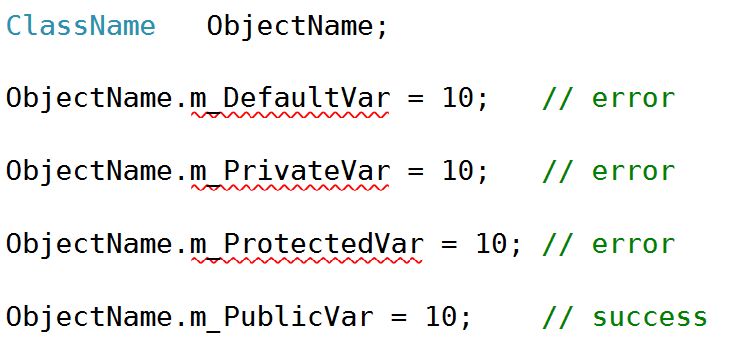 ClassName   ObjectName;
ObjectName.m_DefaultVar = 10;   // error
ObjectName.m_PrivateVar = 10;   // error
ObjectName.m_ProtectedVar = 10; // error
ObjectName.m_PublicVar = 10;    // success